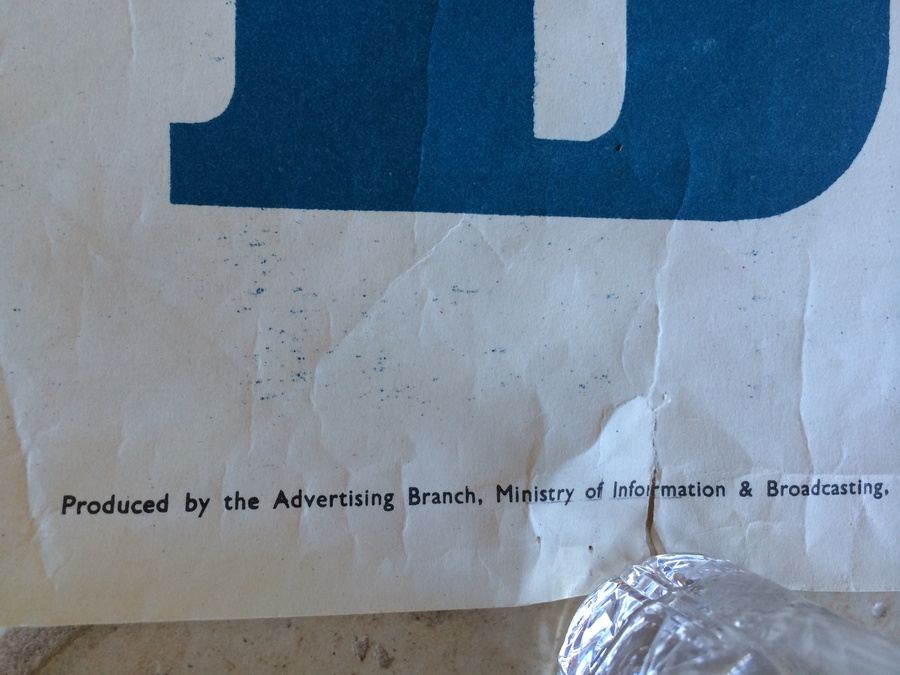 Produced by the Advertising Branch, Ministry of Information & Broadcasting,